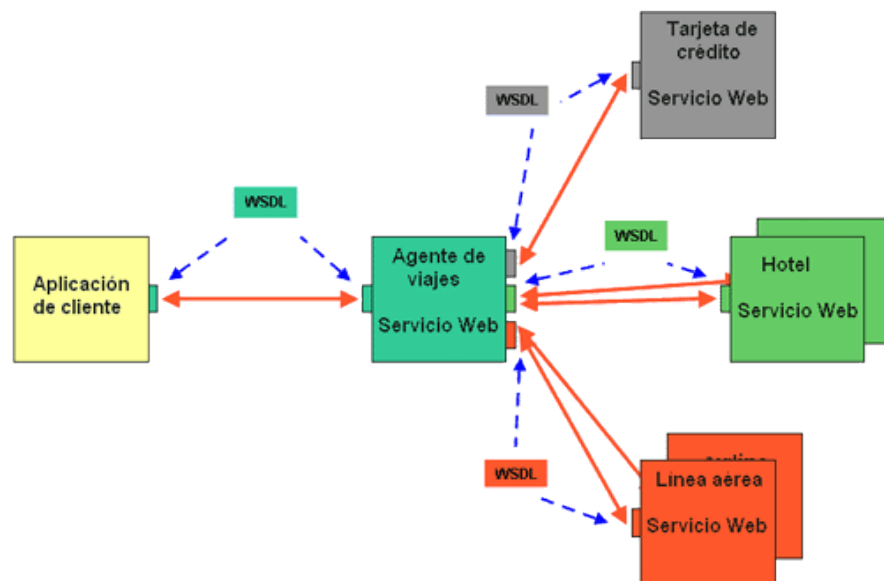 Tarjeta de
crédito
Servicio Web
WSDL
WSDL
WSDL
Aplicación
de cliente
Agente de
viajes
Servicio Web
Hotel
Servicio Web
WSDL
Línea aérea
Servicio Web